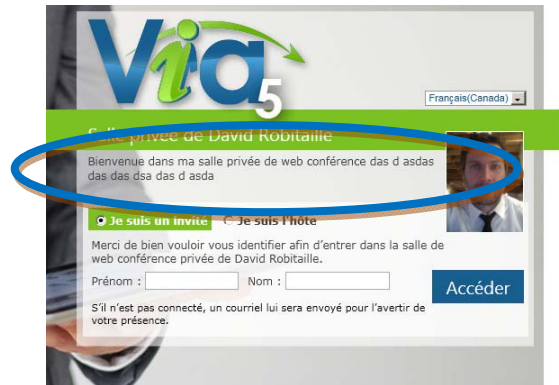 Via
5
Français(Canada)
Salle privée de David Robitaille
Bienvenue dans ma salle privée de web conférence das d asdas
das das dsa das d asda
Je suis un invité Je suis l'hôte
Merci de bien vouloir vous identifier afin d'entrer dans la salle de
web conférence privée de David Robitaille.
Prénom : Nom :
Accéder
S'il n'est pas connecté, un courriel lui sera envoyé pour l'avertir de
votre présence.